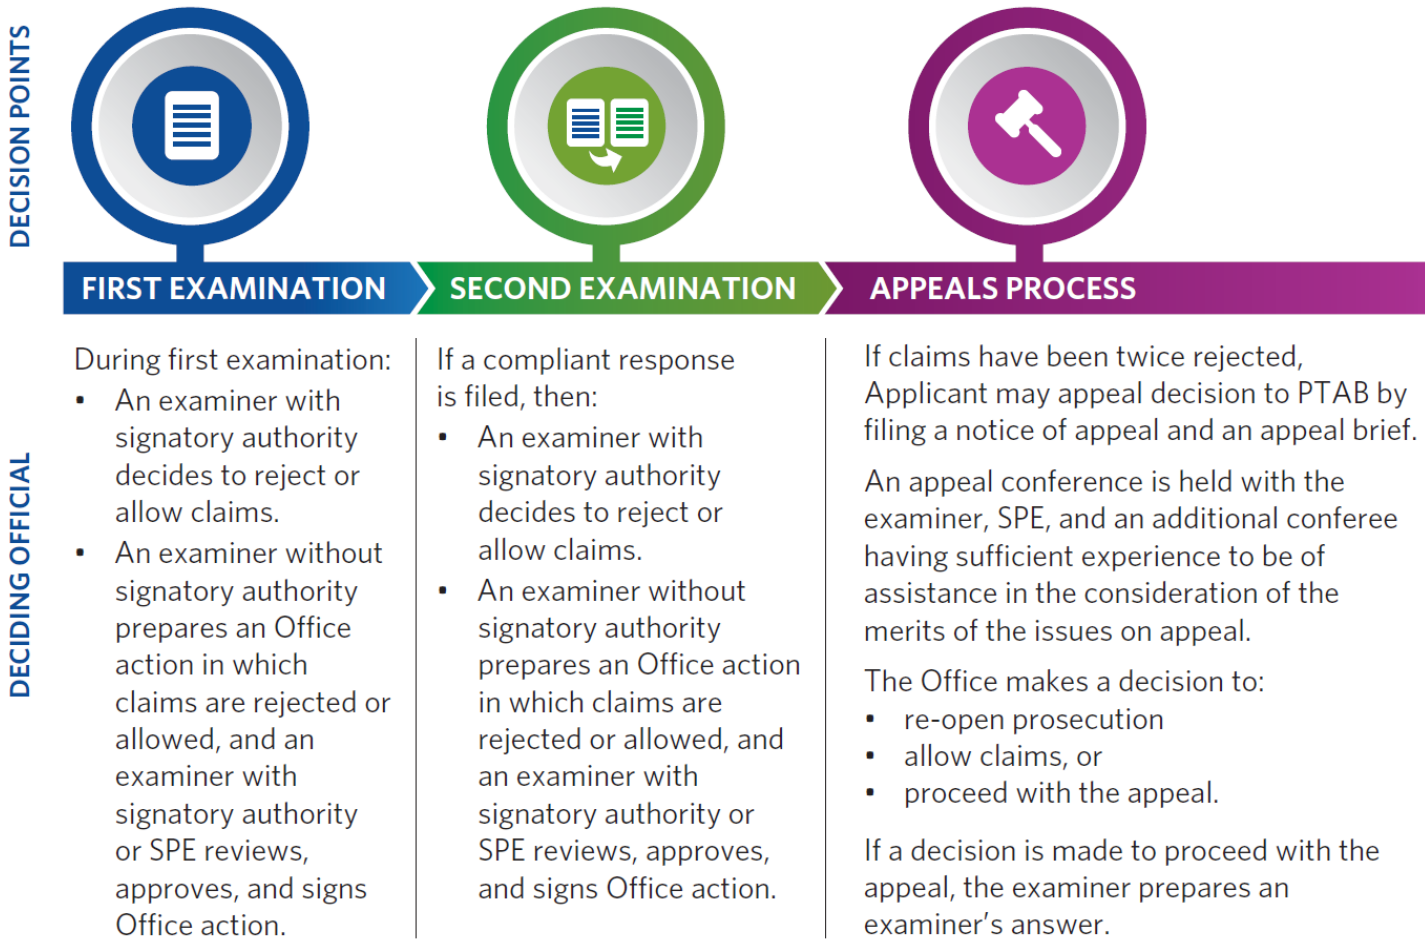 DECISION POINTS
FIRST EXAMINATION
SECOND EXAMINATION
APPEALS PROCESS
DECIDING OFFICIAL
During first examination:
• An examiner with
signatory authority
decides to reject or
allow claims.
• An examiner without
signatory authority
prepares an Office
action in which
claims are rejected or
allowed, and an
examiner with
signatory authority
or SPE reviews,
approves, and signs
Office action.
If a compliant response
is filed, then:
• An examiner with
signatory authority
decides to reject or
allow claims.
• An examiner without
signatory authority
prepares an Office action
in which claims are
rejected or allowed, and
an examiner with
signatory authority or
SPE reviews, approves,
and signs Office action.
If claims have been twice rejected,
Applicant may appeal decision to PTAB by
filing a notice of appeal and an appeal brief.
An appeal conference is held with the
examiner, SPE, and an additional conferee
having sufficient experience to be of
assistance in the consideration of the
merits of the issues on appeal.
The Office makes a decision to:
• re-open prosecution
• allow claims, or
• proceed with the appeal.
If a decision is made to proceed with the
appeal, the examiner prepares an
examiner’s answer.